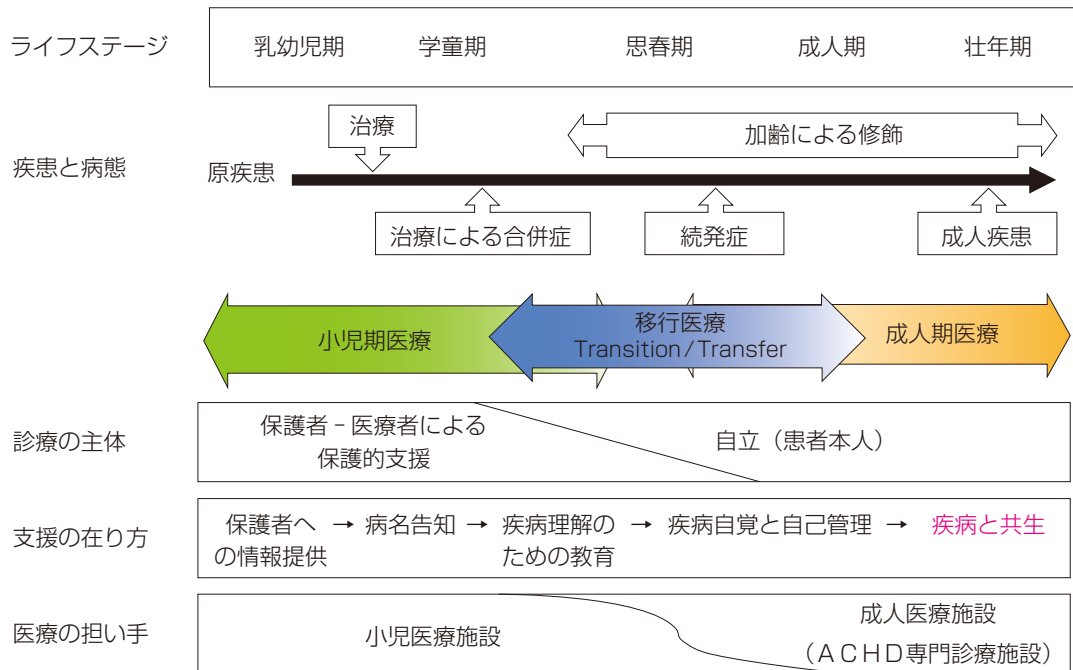 ライフステージ
乳幼児期 学童期 思春期 成人期 壮年期
治療
加齢による修飾
疾患と病態
原疾患
治療による合併症 続発症 成人疾患
小児期医療
移行医療
Transition/Transfer
成人期医療
診療の主体
保護者－医療者による
保護的支援
自立（患者本人）
支援の在り方
保護者へ
の情報提供
→ 病名告知 →
疾病理解の
ための教育
→ 疾病自覚と自己管理 → 疾病と共生
医療の担い手
小児医療施設
成人医療施設
（ACHD専門診療施設）